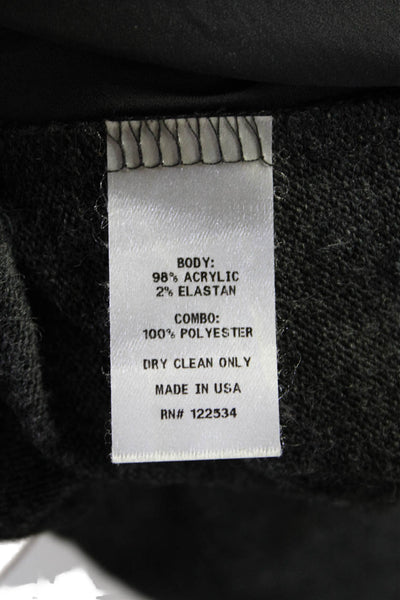 BODY:
98% ACRYLIC
2% ELASTAN
COMBO:
100% POLYESTER
DRY CLEAN ONLY
MADE IN USA
RN# 122534